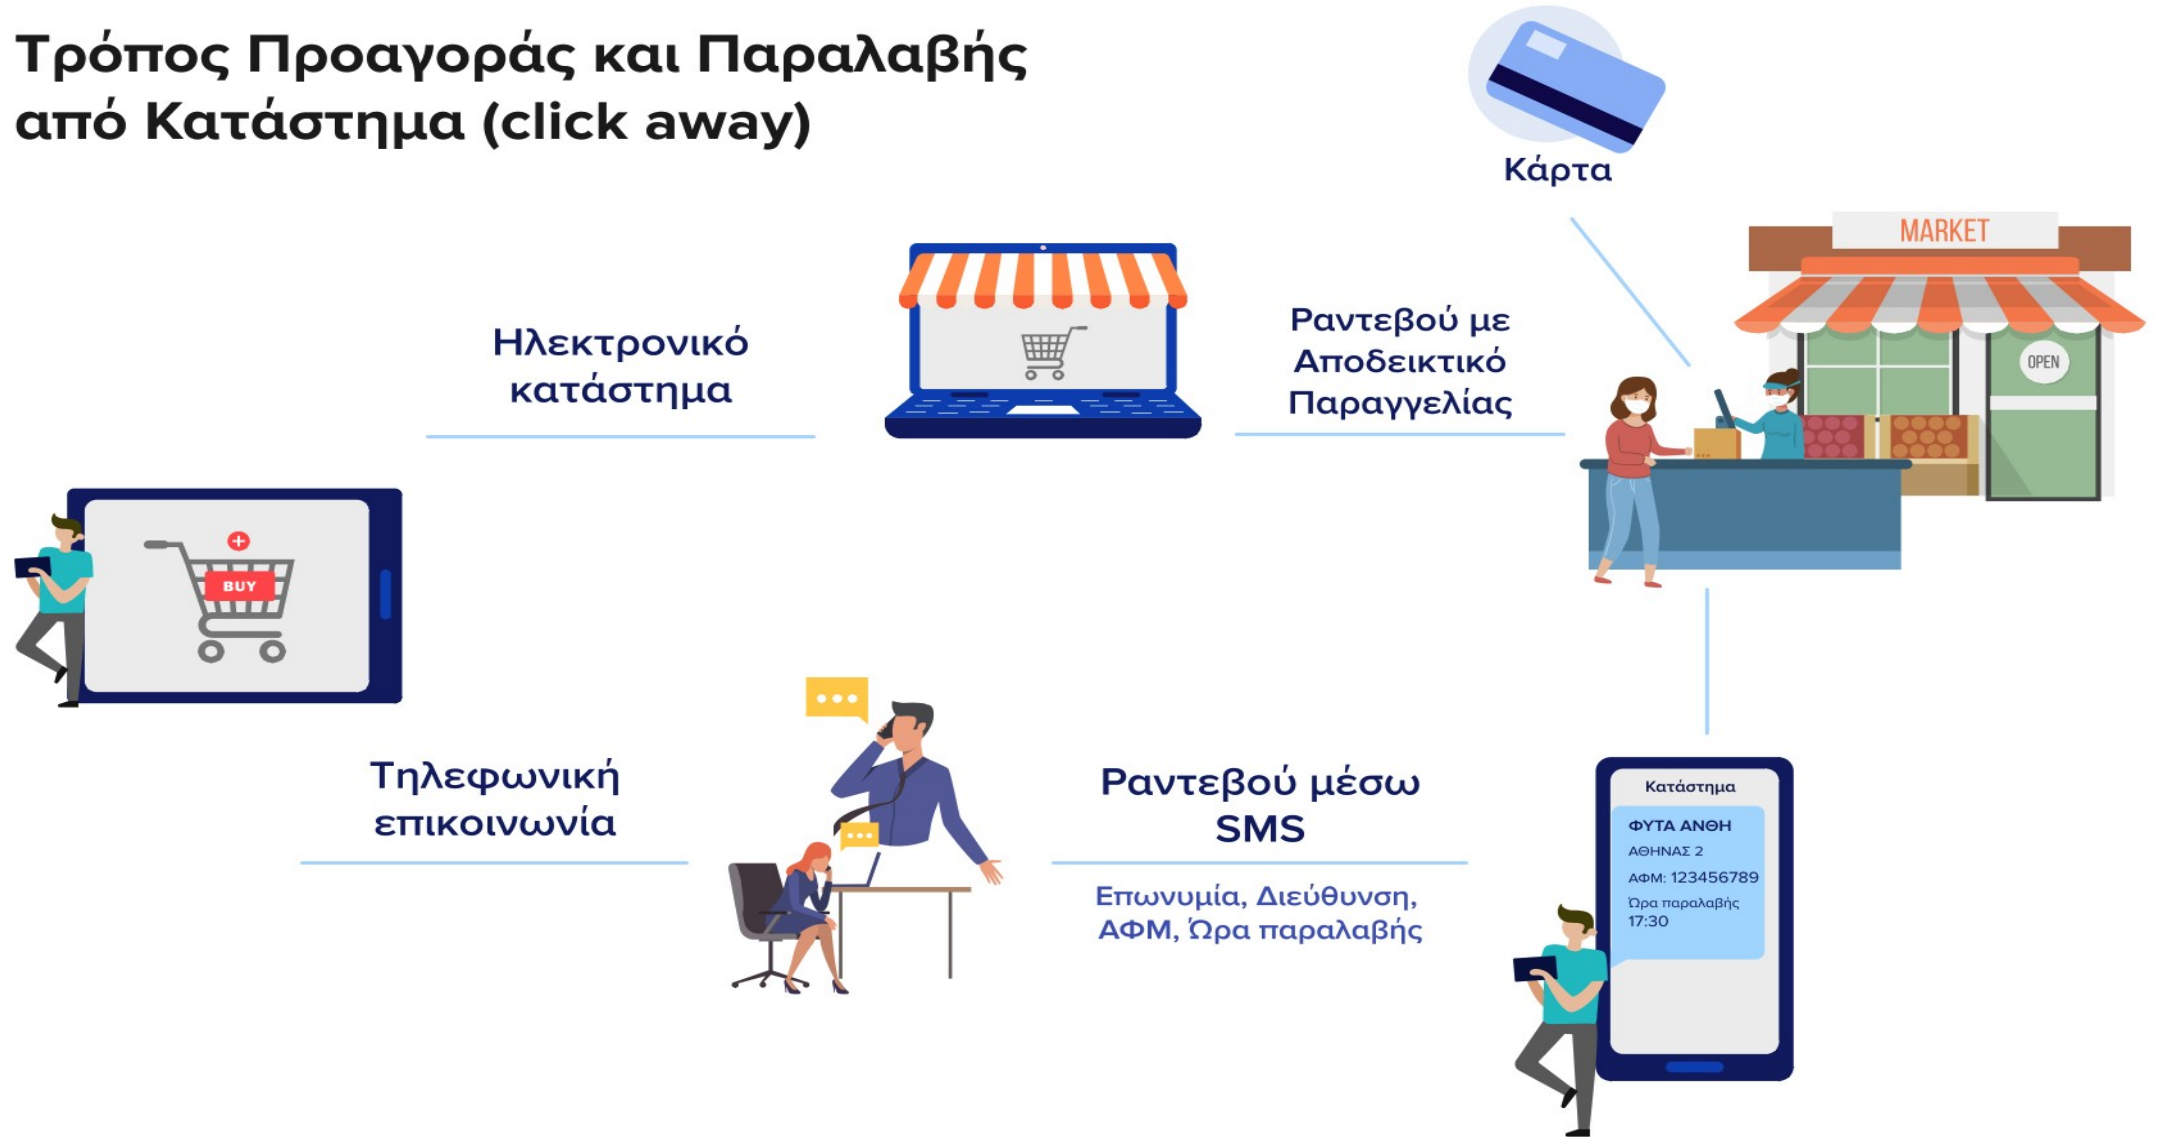 Τρόπος Προαγοράς και Παραλαβής
από Κατάστημα (click away)
Κάρτα
MARKET
OPEN
Ηλεκτρονικό
κατάστημα
Ραντεβού με
Αποδεικτικό
Παραγγελίας
BUY
Τηλεφωνική
επικοινωνία
Ραντεβού μέσω
SMS
Επωνυμία, Διεύθυνση,
ΑΦΜ, Ώρα παραλαβής
Κατάστημα
ΦΥΤΑ ΑΝΘΗ
ΑΘΗΝΑΣ 2
ΑΦΜ: 123456789
Ώρα παραλαβής
17:30